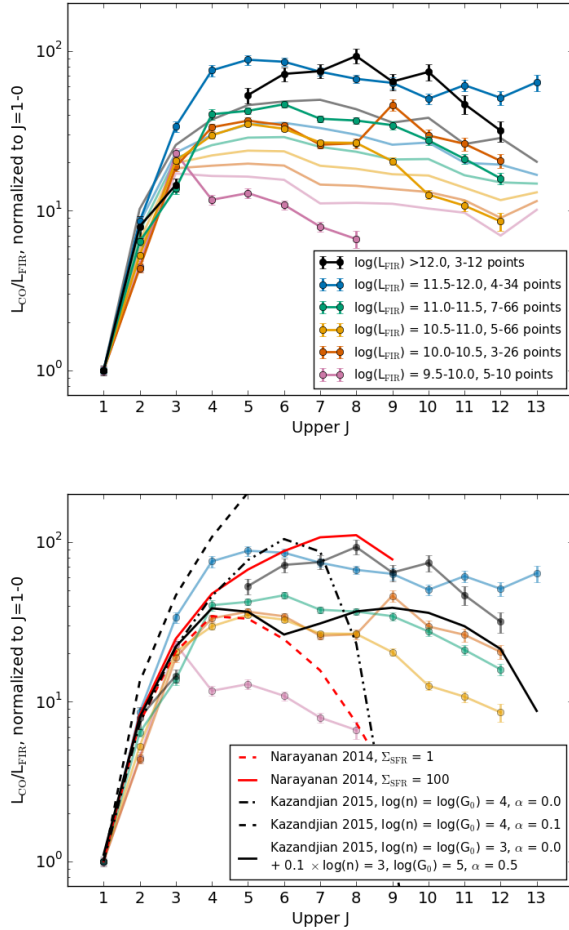 L_CO/L_FIR, normalized to J=1-0
10²
10¹
10⁰
log(L_FIR) >12.0, 3-12 points
log(L_FIR) = 11.5-12.0, 4-34 points
log(L_FIR) = 11.0-11.5, 7-66 points
log(L_FIR) = 10.5-11.0, 5-66 points
log(L_FIR) = 10.0-10.5, 3-26 points
log(L_FIR) = 9.5-10.0, 5-10 points
1 2 3 4 5 6 7 8 9 10 11 12 13
Upper J
L_CO/L_FIR, normalized to J=1-0
10²
10¹
10⁰
Narayanan 2014, Σ_SFR = 1
Narayanan 2014, Σ_SFR = 100
Kazandjian 2015, log(n) = log(G₀) = 4, α = 0.0
Kazandjian 2015, log(n) = log(G₀) = 4, α = 0.1
Kazandjian 2015, log(n) = log(G₀) = 3, α = 0.0
+ 0.1 × log(n) = 3, log(G₀) = 5, α = 0.5
1 2 3 4 5 6 7 8 9 10 11 12 13
Upper J